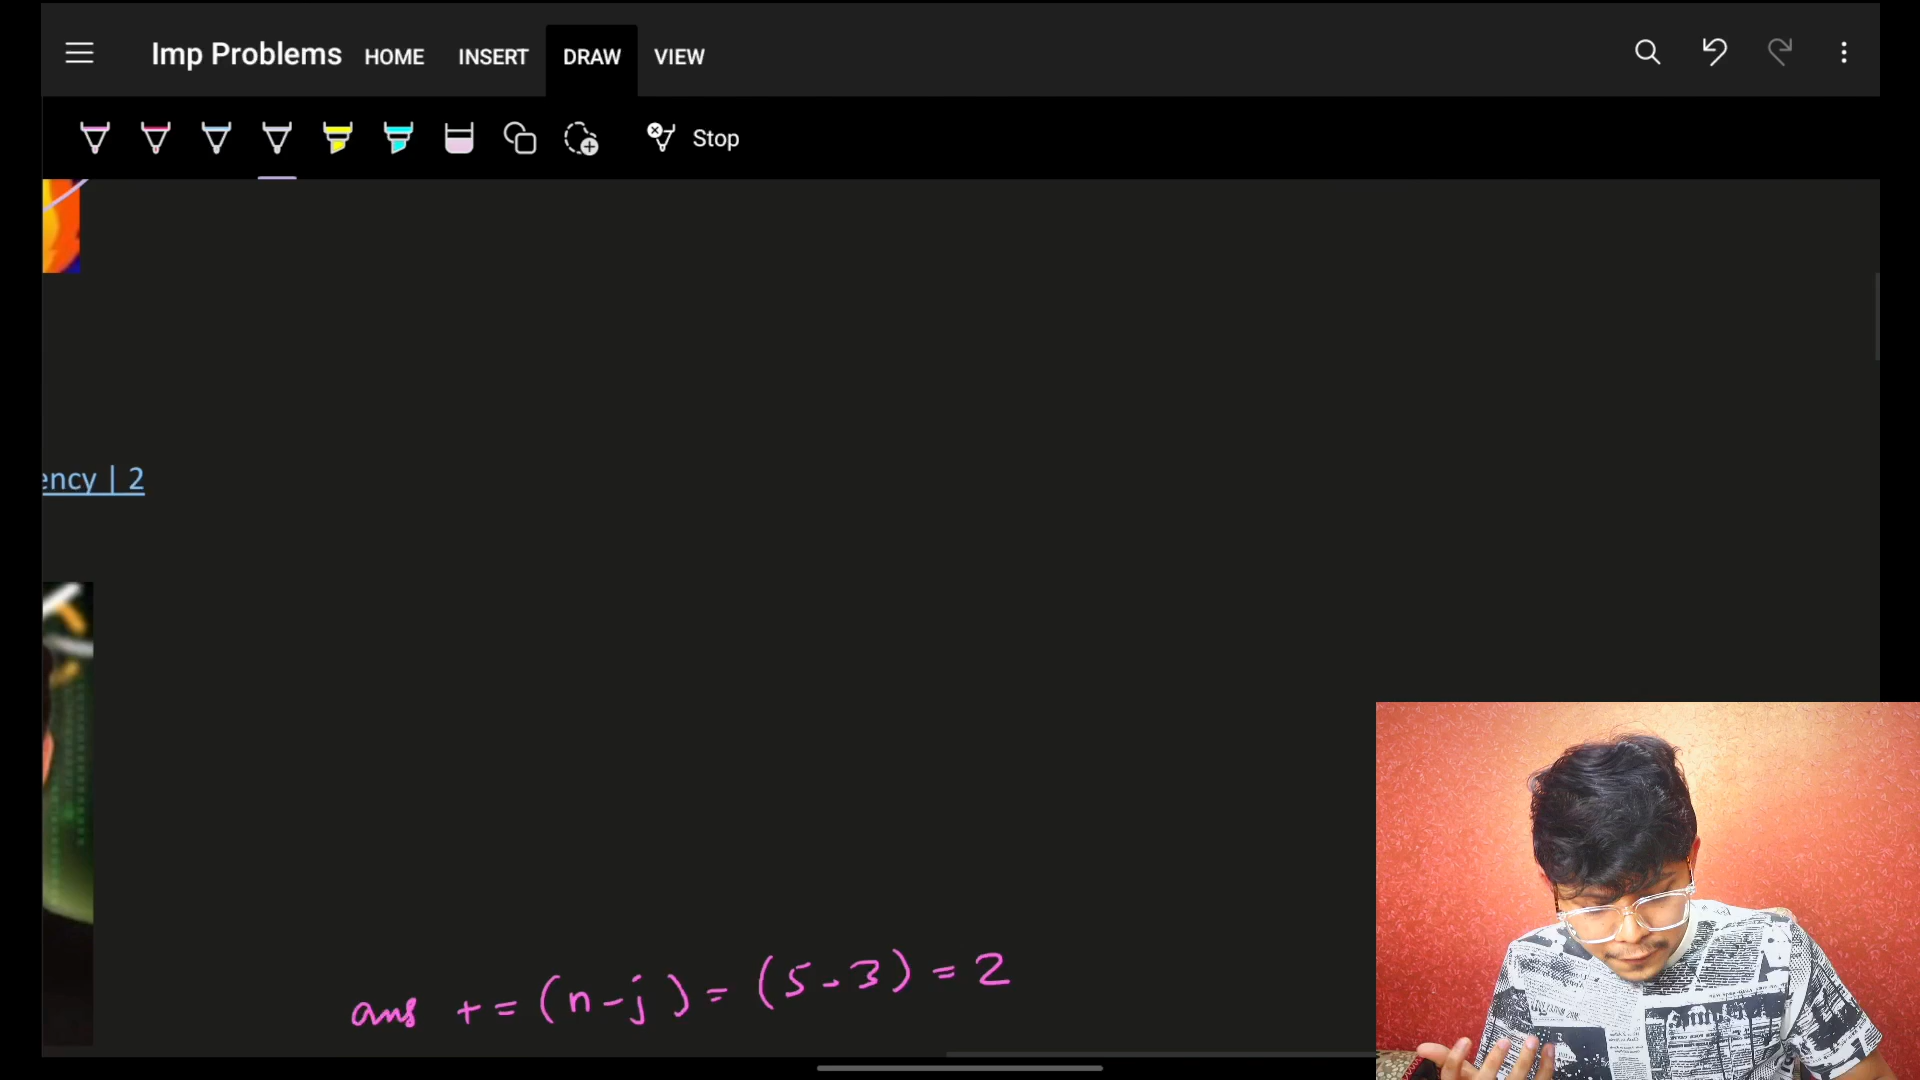 Imp Problems HOME INSERT DRAW VIEW
Stop
ency | 2
ans += (n-j) = (5-3) = 2